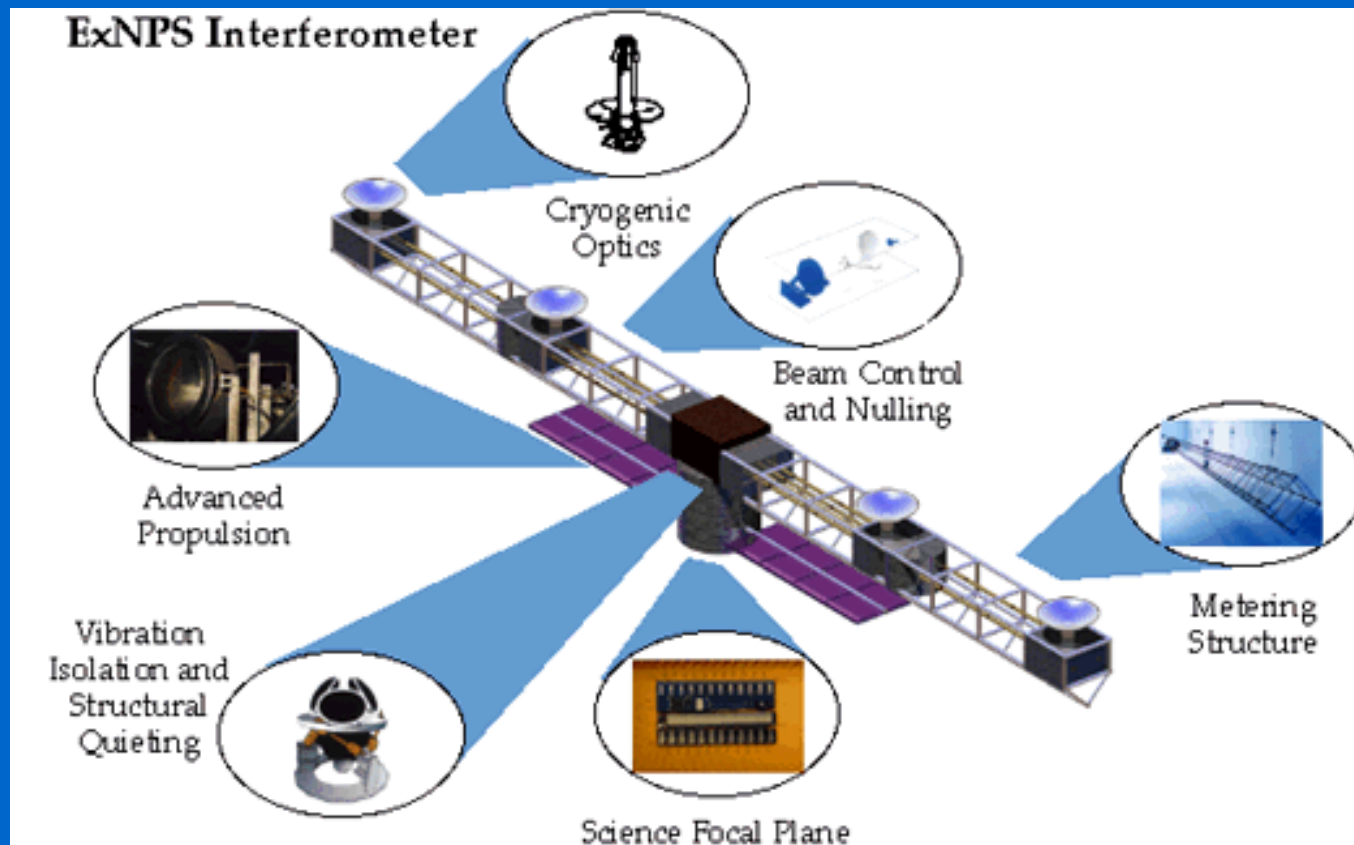 ExNPS Interferometer
Cryogenic
Optics
Beam Control
and Nulling
Advanced
Propulsion
Metering
Structure
Vibration
Isolation and
Structural
Quieting
Science Focal Plane